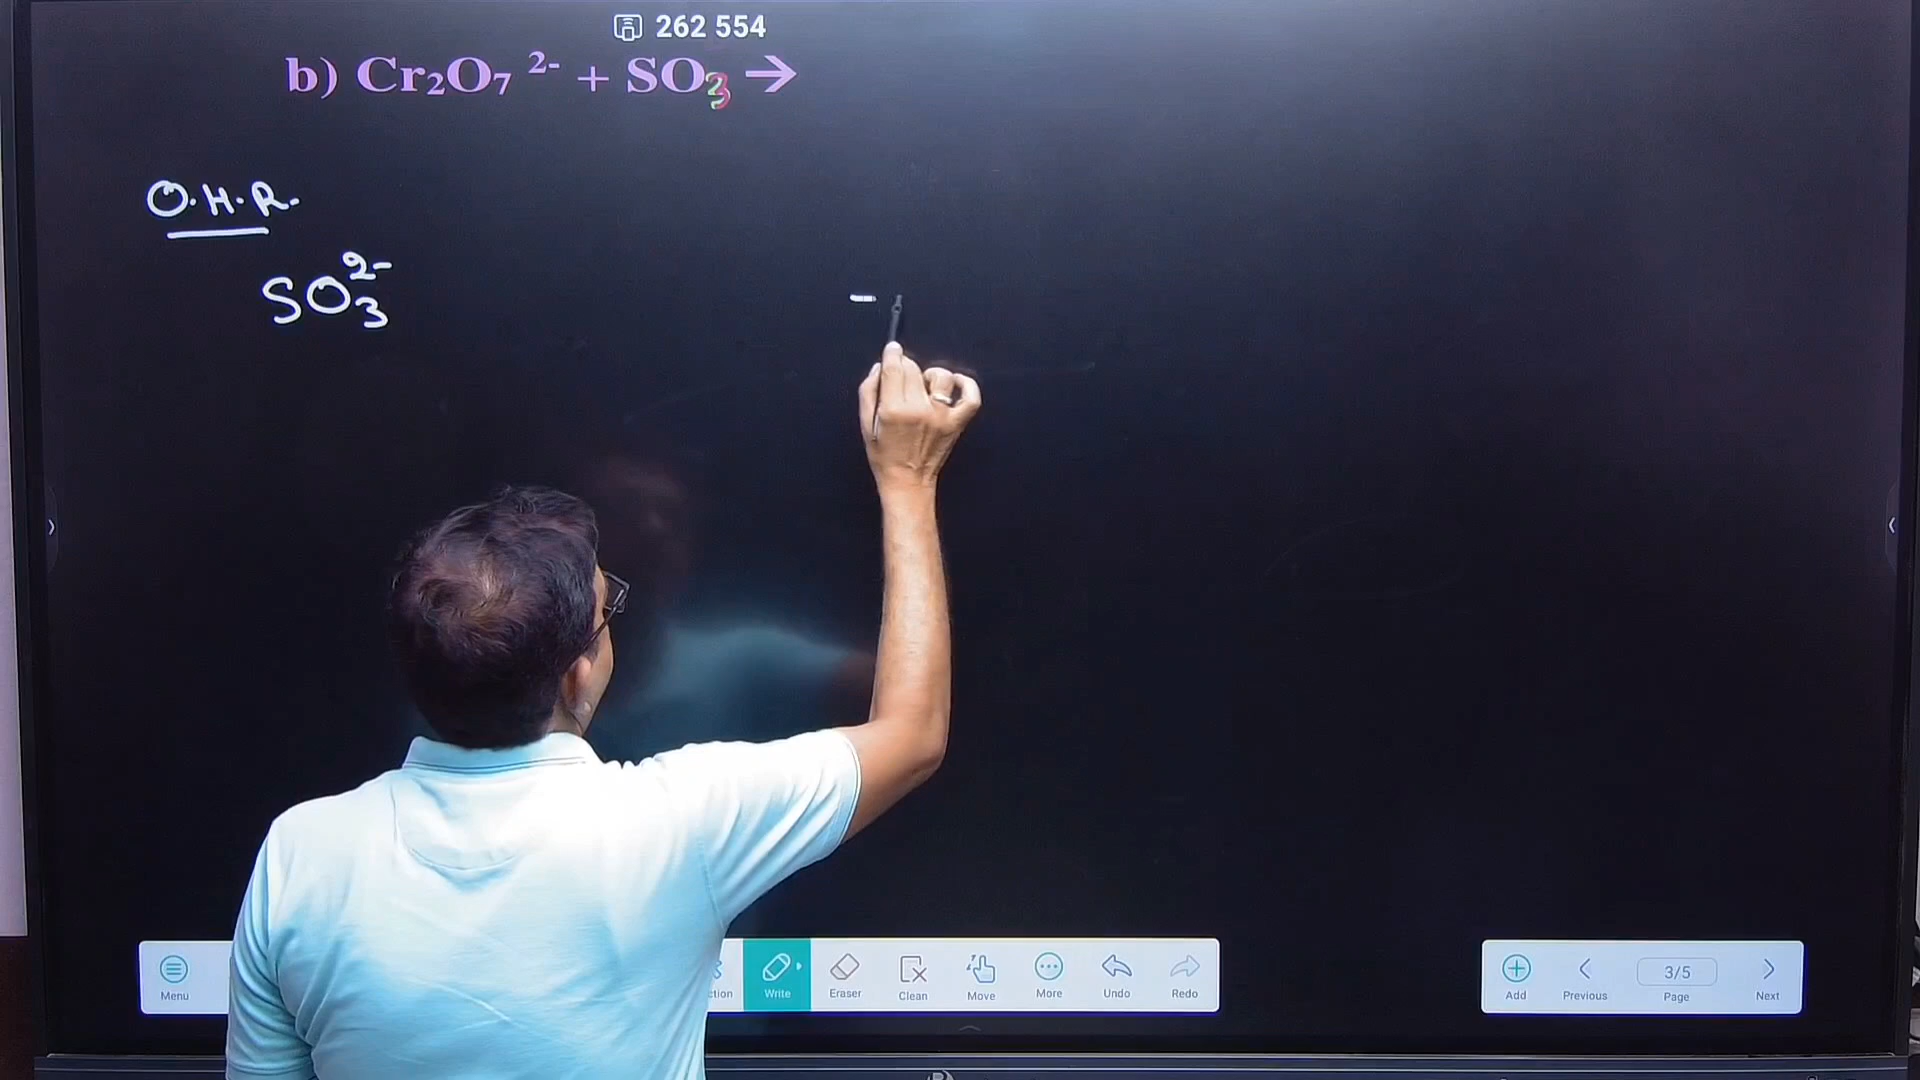 262 554
b) Cr₂O₇ ²⁻ + SO₃ →
O.H.R.
SO₃²⁻
Menu
ction
Write
Eraser
Clean
Move
More
Undo
Redo
Add
Previous
3/5
Page
Next